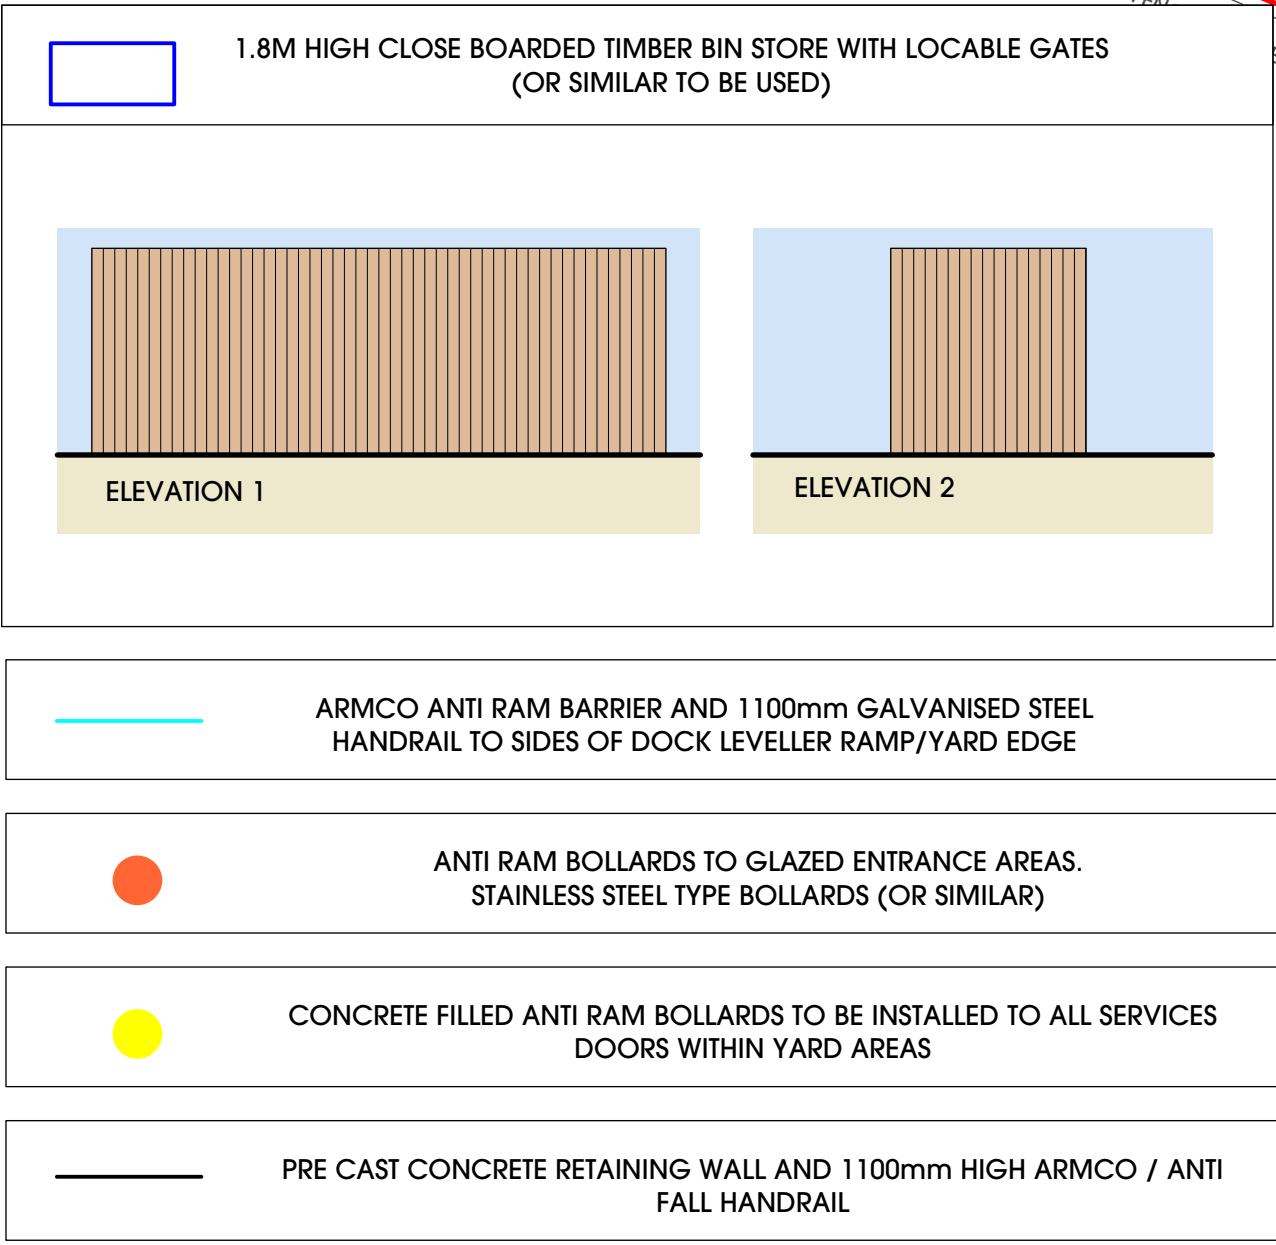 1.8M HIGH CLOSE BOARDED TIMBER BIN STORE WITH LOCABLE GATES
(OR SIMILAR TO BE USED)
ELEVATION 1
ELEVATION 2
ARMCO ANTI RAM BARRIER AND 1100mm GALVANISED STEEL
HANDRAIL TO SIDES OF DOCK LEVELLER RAMP/YARD EDGE
ANTI RAM BOLLARDS TO GLAZED ENTRANCE AREAS.
STAINLESS STEEL TYPE BOLLARDS (OR SIMILAR)
CONCRETE FILLED ANTI RAM BOLLARDS TO BE INSTALLED TO ALL SERVICES
DOORS WITHIN YARD AREAS
PRE CAST CONCRETE RETAINING WALL AND 1100mm HIGH ARMCO / ANTI
FALL HANDRAIL